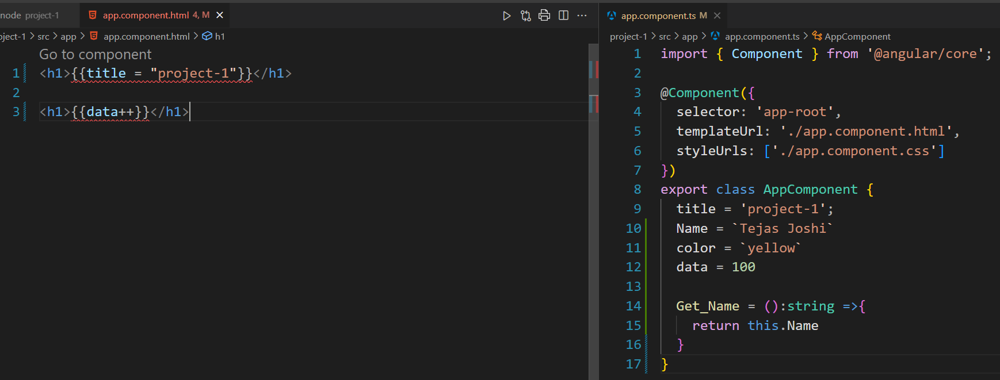 node project-1
app.component.html 4, M
oject-1 > src > app > app.component.html > h1
Go to component
1 <h1>{{title = "project-1"}}</h1>
2
3 <h1>{{data++}}</h1>
app.component.ts M
project-1 > src > app > app.component.ts > AppComponent
1 import { Component } from '@angular/core';
2
3 @Component({
4 selector: 'app-root',
5 templateUrl: './app.component.html',
6 styleUrls: ['./app.component.css']
7 })
8 export class AppComponent {
9 title = 'project-1';
10 Name = `Tejas Joshi`
11 color = `yellow`
12 data = 100
13
14 Get_Name = ():string =>{
15 return this.Name
16 }
17 }